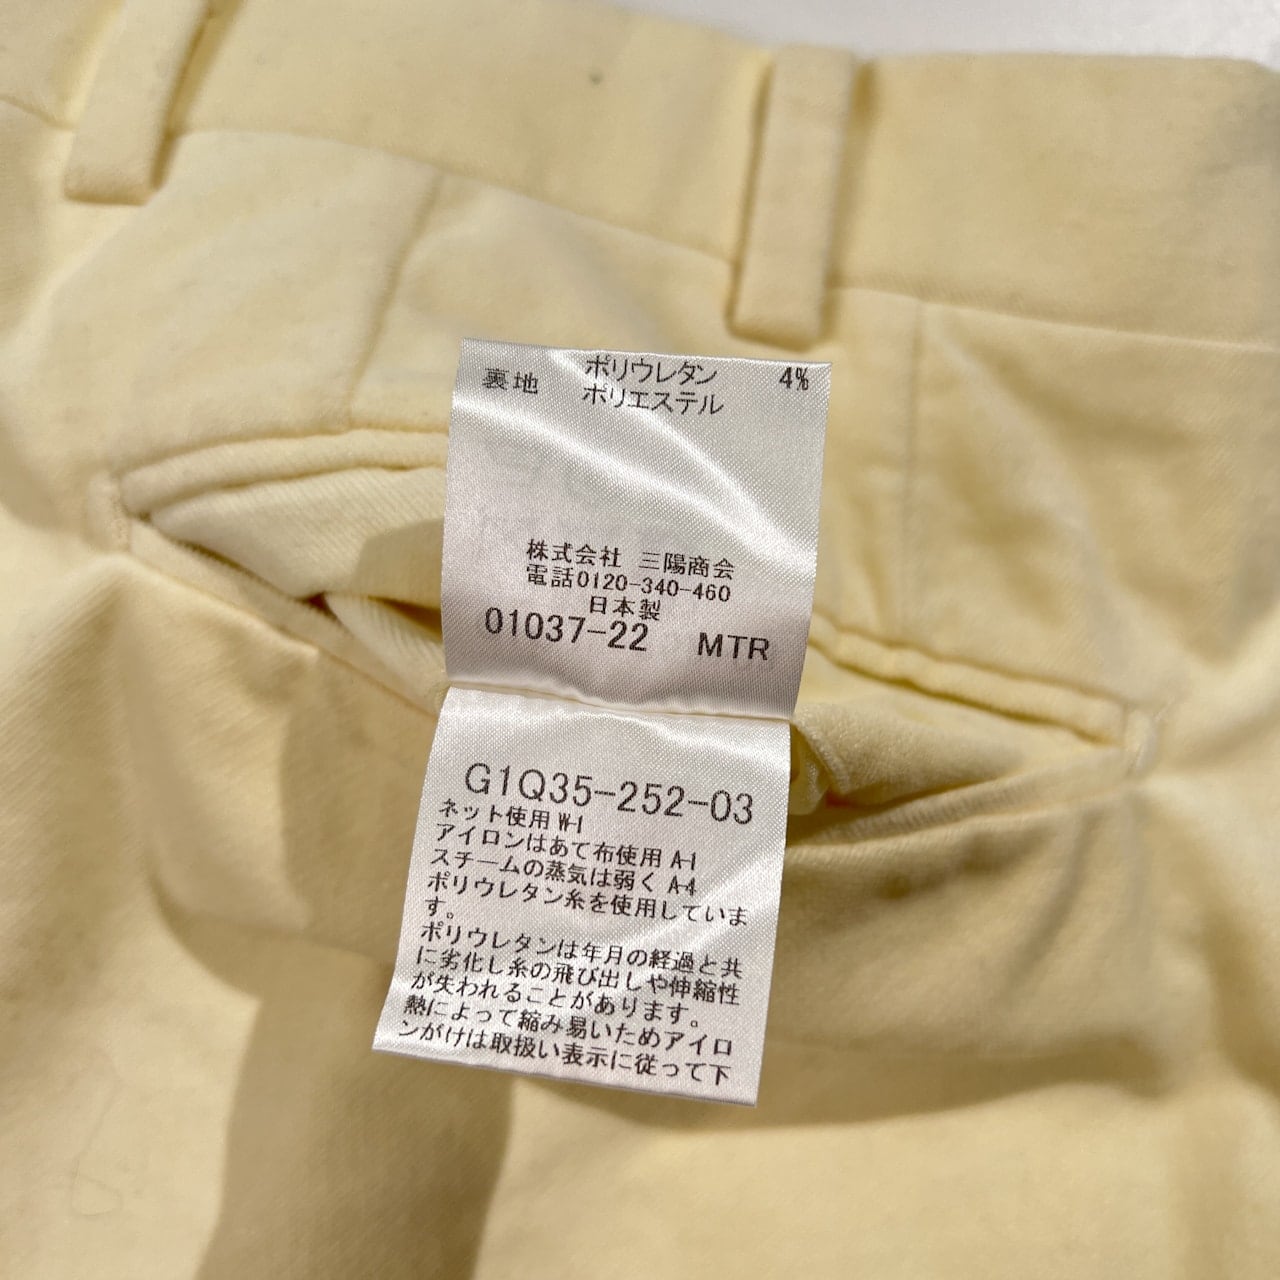 ポリウレタン 4%
裏地 ポリエステル
株式会社 三陽商会
電話0120-340-460
日本製
01037-22 MTR
G1Q35-252-03
ネット使用 W-1
アイロンはあて布使用 A-1
スチームの蒸気は弱く A-4
ポリウレタン糸を使用していま
す。
ポリウレタンは年月の経過と共
に劣化し糸の飛び出しや伸縮性
が失われることがあります。
熱によって縮み易いためアイロ
ンがけは取扱い表示に従って下